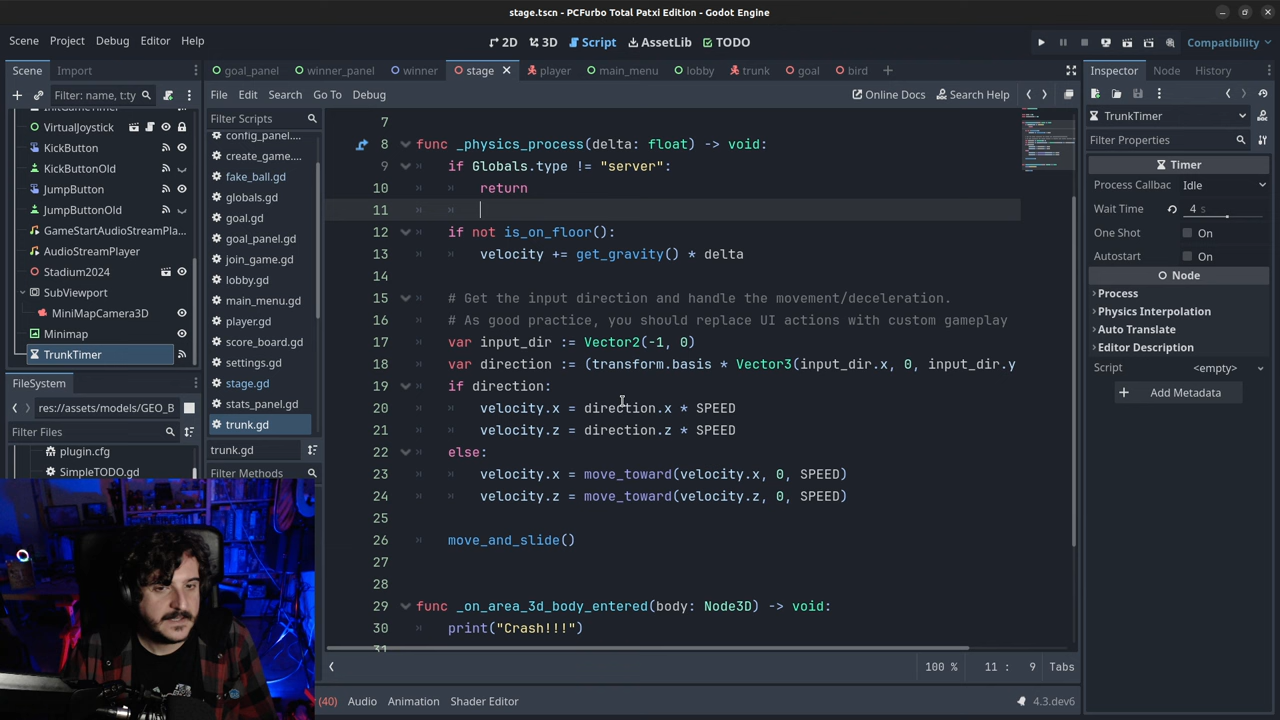 stage.tscn - PCFurbo Total Patxi Edition - Godot Engine
Scene Project Debug Editor Help
2D 3D Script AssetLib TODO
Compatibility
Scene Import
goal_panel winner_panel winner stage player main_menu lobby trunk goal bird
Inspector Node History
Filter: name, t:ty
File Edit Search Go To Debug
Online Docs Search Help
VirtualJoystick
KickButton
KickButtonOld
JumpButton
JumpButtonOld
GameStartAudioStreamPla...
AudioStreamPlayer
Stadium2024
SubViewport
MiniMapCamera3D
Minimap
TrunkTimer
FileSystem
res://assets/models/GEO_B
Filter Files
plugin.cfg
SimpleTODO.gd
Filter Scripts
config_panel....
create_game....
fake_ball.gd
globals.gd
goal.gd
goal_panel.gd
join_game.gd
lobby.gd
main_menu.gd
player.gd
score_board.gd
settings.gd
stage.gd
stats_panel.gd
trunk.gd
trunk.gd
Filter Methods
7
8 func _physics_process(delta: float) -> void:
9 if Globals.type != "server":
10 return
11
12 if not is_on_floor():
13 velocity += get_gravity() * delta
14
15 # Get the input direction and handle the movement/deceleration.
16 # As good practice, you should replace UI actions with custom gameplay
17 var input_dir := Vector2(-1, 0)
18 var direction := (transform.basis * Vector3(input_dir.x, 0, input_dir.y
19 if direction:
20 velocity.x = direction.x * SPEED
21 velocity.z = direction.z * SPEED
22 else:
23 velocity.x = move_toward(velocity.x, 0, SPEED)
24 velocity.z = move_toward(velocity.z, 0, SPEED)
25
26 move_and_slide()
27
28
29 func _on_area_3d_body_entered(body: Node3D) -> void:
30 print("Crash!!!")
100 % 11 : 9 Tabs
(40) Audio Animation Shader Editor
4.3.dev6
TrunkTimer
Filter Properties
Timer
Process Callbac Idle
Wait Time 4 s
One Shot On
Autostart On
Node
Process
Physics Interpolation
Auto Translate
Editor Description
Script <empty>
Add Metadata